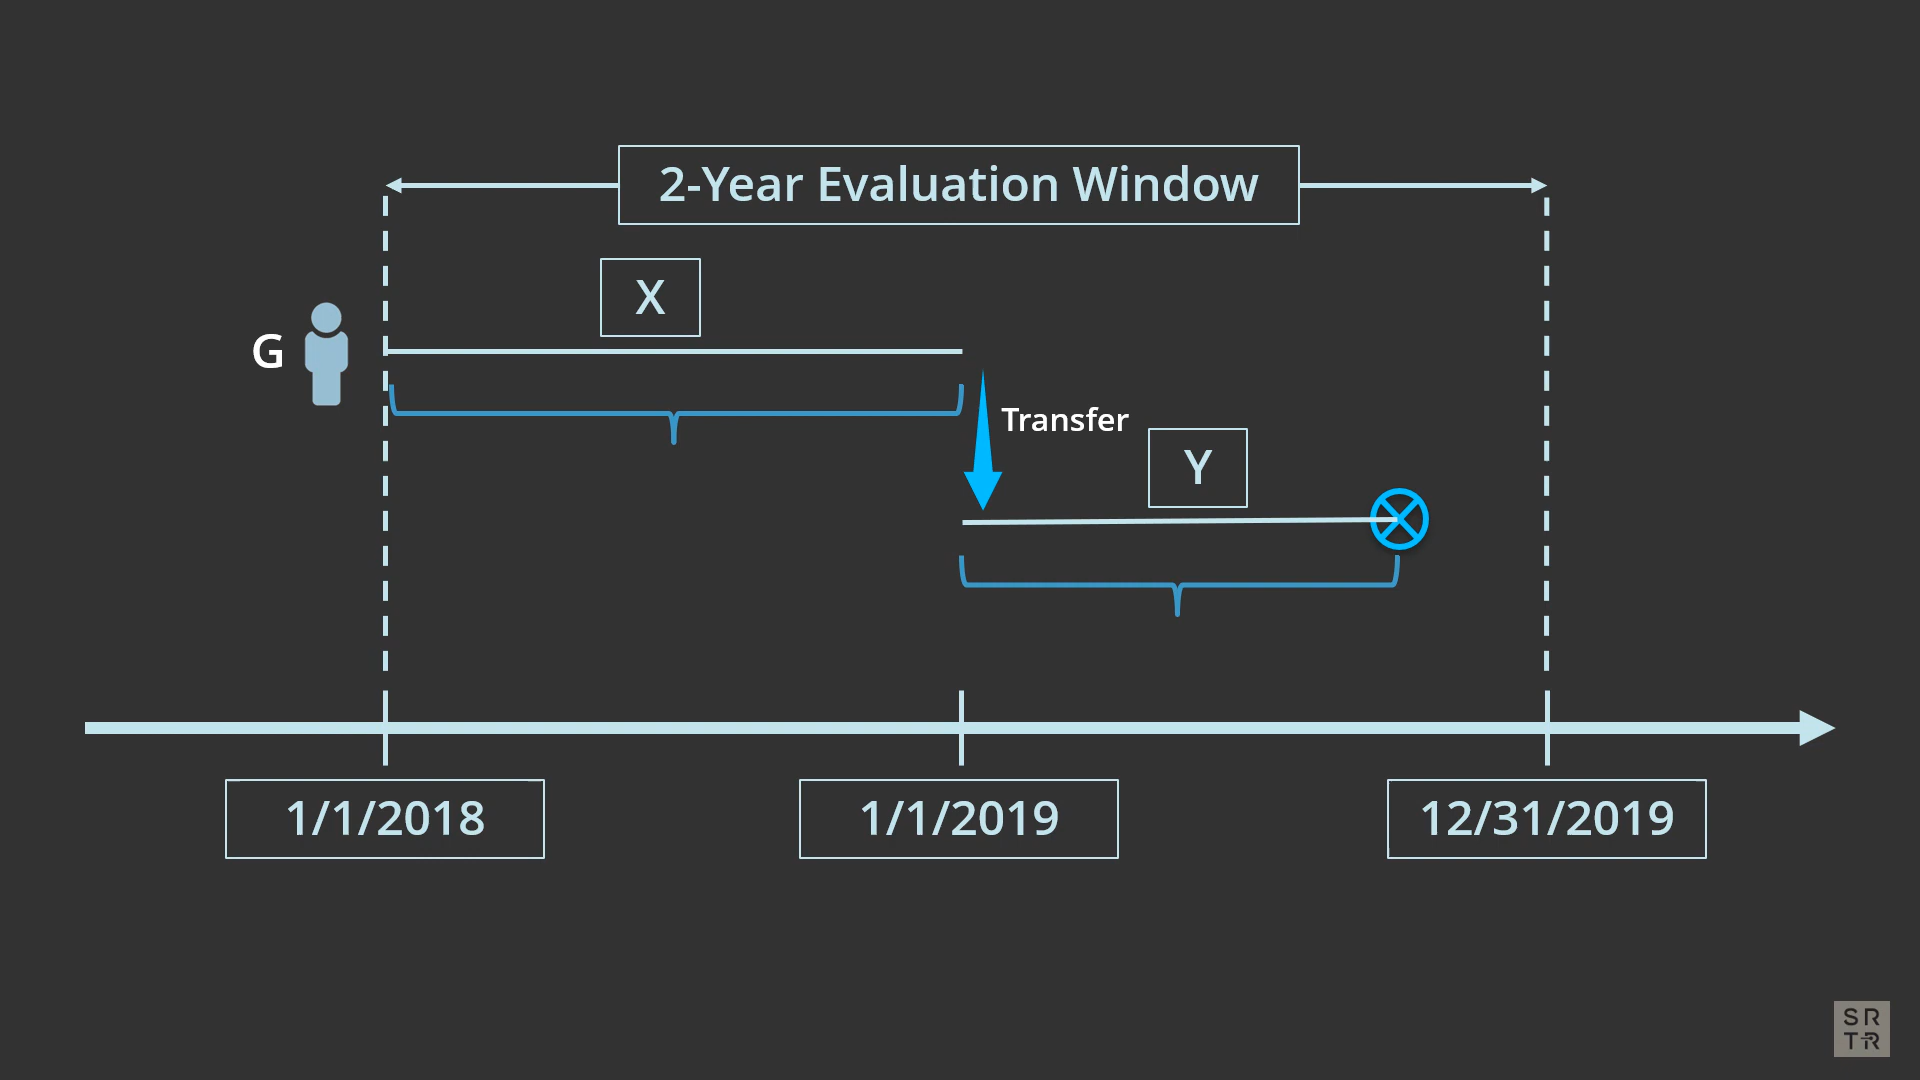 2-Year Evaluation Window
X
G
Transfer
Y
1/1/2018
1/1/2019
12/31/2019
SR
TR